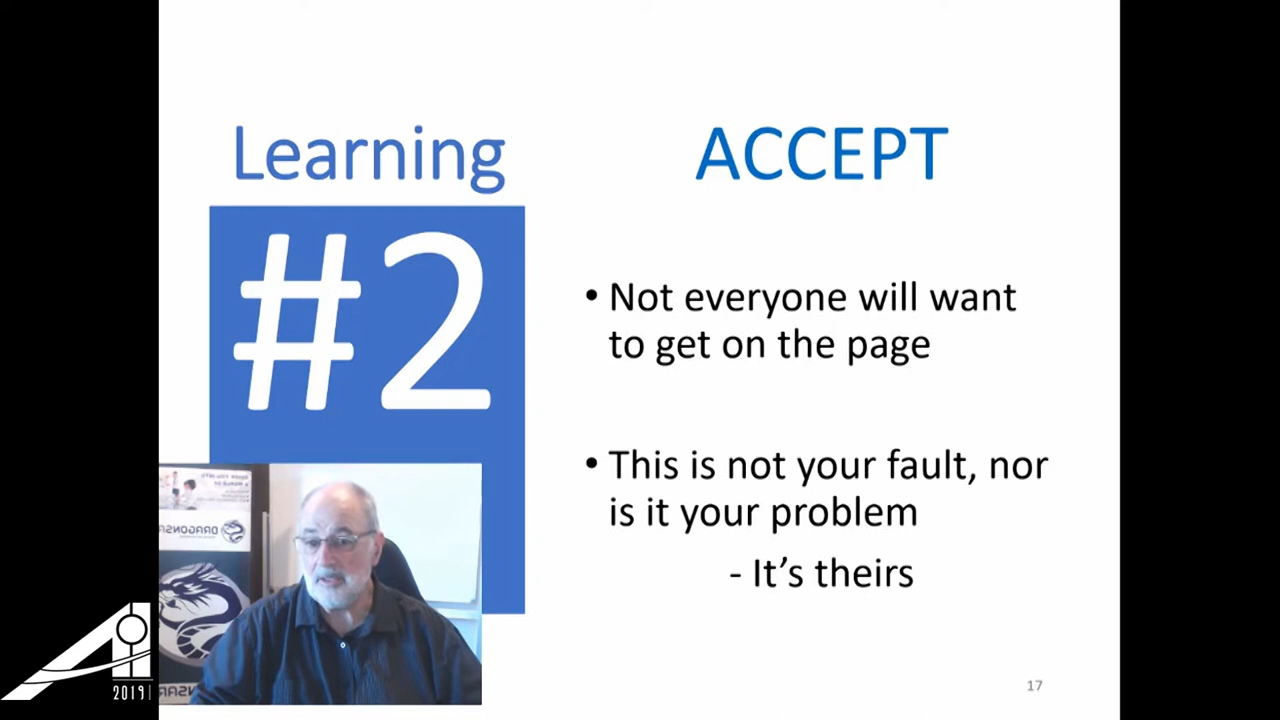 Learning
#2
ACCEPT
• Not everyone will want
to get on the page
• This is not your fault, nor
is it your problem
- It’s theirs
17
2019